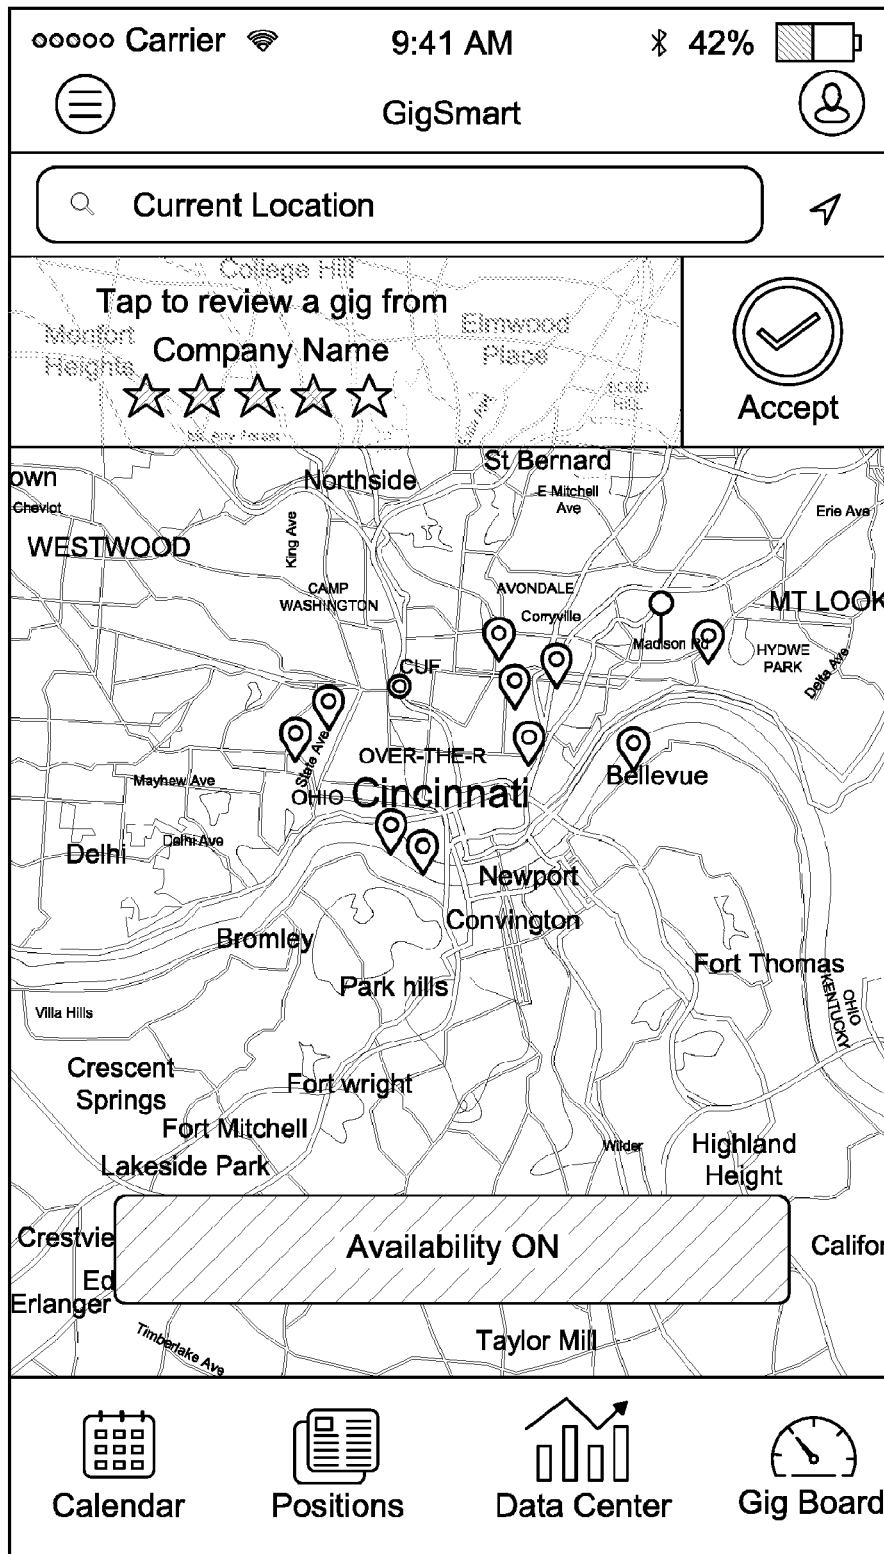 Carrier 9:41 AM 42%
GigSmart
Current Location
College Hill
Tap to review a gig from
Monfort
Heights
Elmwood
Place
Company Name
Accept
St Bernard
own
Northside
E Mitchell
Ave
Cheviot
Erie Ave
King Ave
WESTWOOD
CAMP
WASHINGTON
AVONDALE
MT LOOK
Corryville
Madison Rd
HYDWE
PARK
CUF
Delta Ave
State Ave
OVER-THE-R
Bellevue
Mayhew Ave
OHIO
Cincinnati
Delhi Ave
Delhi
Newport
Convington
Bromley
Fort Thomas
Park hills
OHIO
KENTUCKY
Villa Hills
Crescent
Springs
Fort wright
Fort Mitchell
Wilder
Highland
Height
Lakeside Park
Crestvie
Availability ON
Califor
Ed
Erlanger
Timberlake Ave
Taylor Mill
Calendar
Positions
Data Center
Gig Board